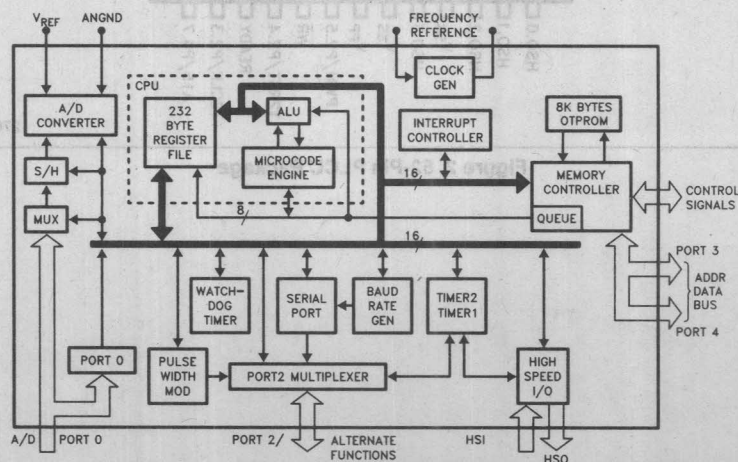 VREF
ANGND
FREQUENCY
REFERENCE
CPU
A/D
CONVERTER
232
BYTE
REGISTER
FILE
ALU
CLOCK
GEN
INTERRUPT
CONTROLLER
8K BYTES
OTPROM
S/H
MICROCODE
ENGINE
MEMORY
CONTROLLER
MUX
8
16
QUEUE
CONTROL
SIGNALS
16
PORT 3
ADDR
DATA
BUS
PORT 4
WATCH-
DOG
TIMER
SERIAL
PORT
BAUD
RATE
GEN
TIMER2
TIMER1
PORT 0
PULSE
WIDTH
MOD
PORT2 MULTIPLEXER
HIGH
SPEED
I/O
A/D
PORT 0
PORT 2/
ALTERNATE
FUNCTIONS
HSI
HSO